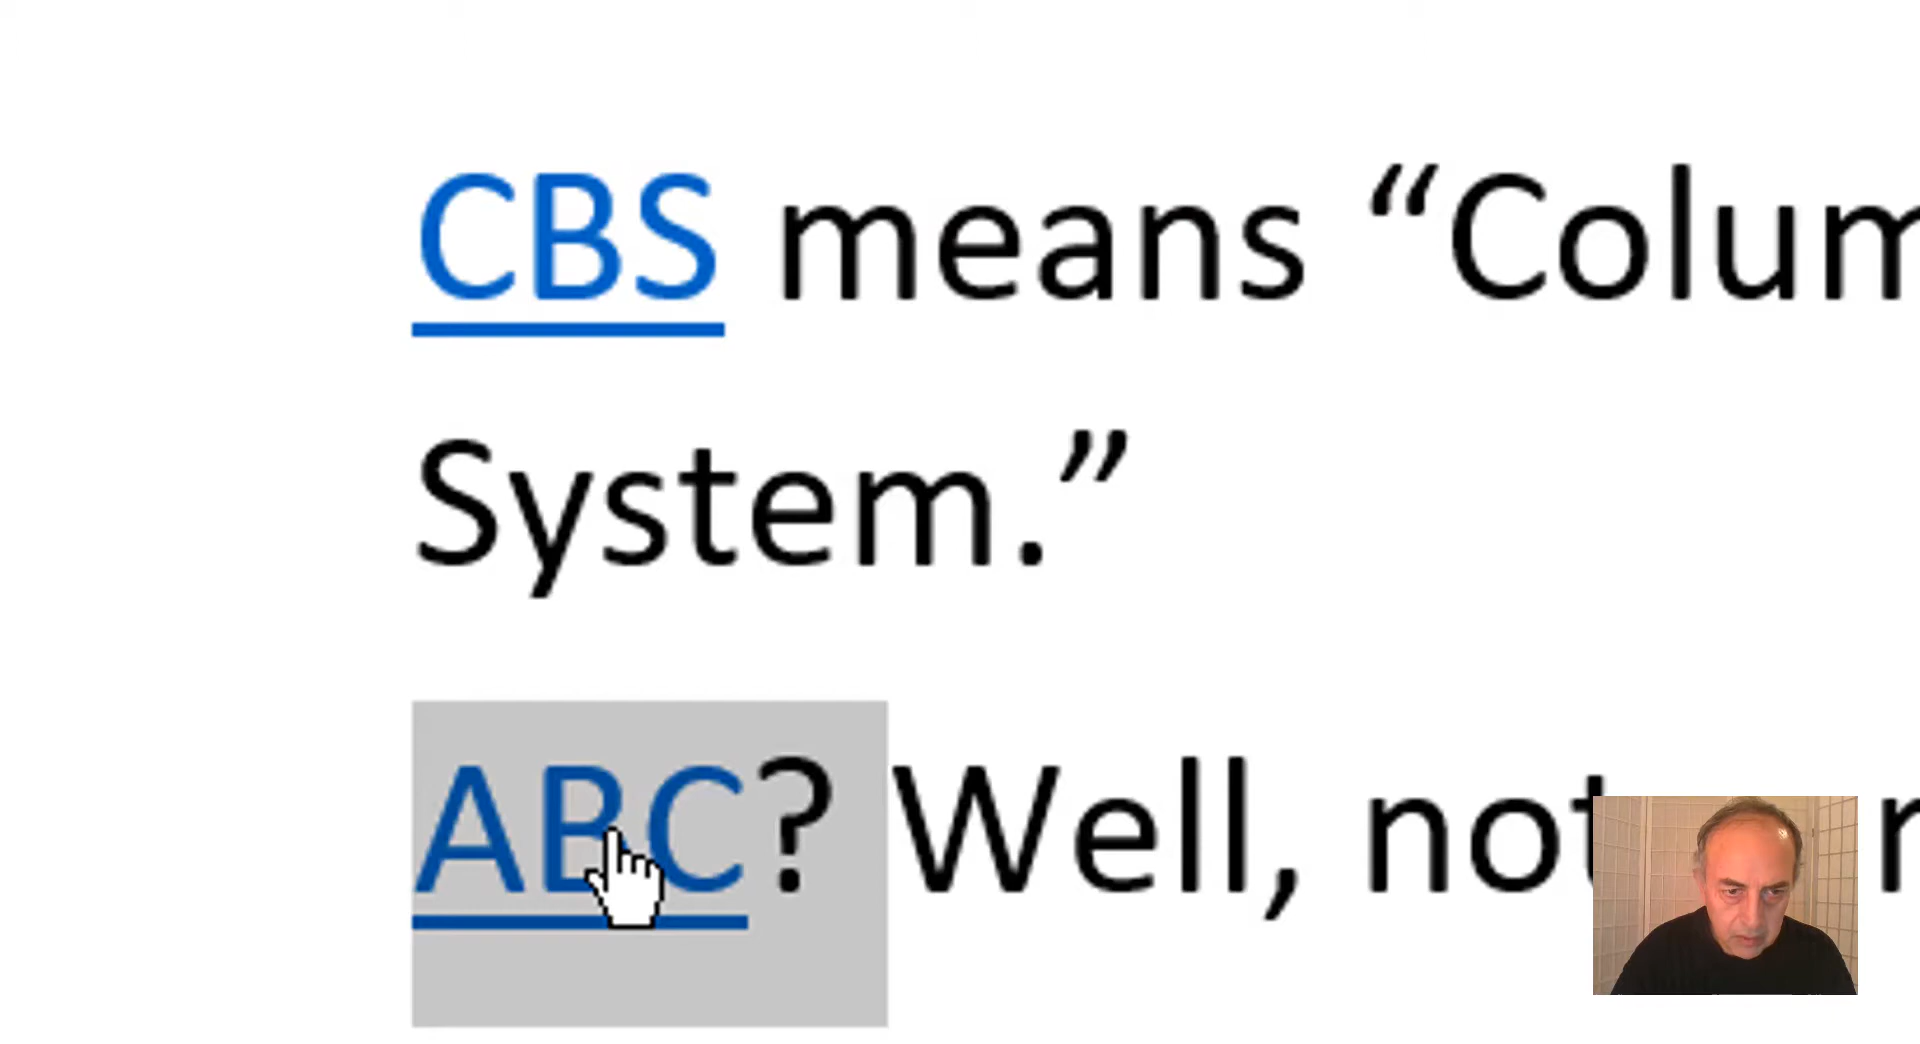 CBS means “Colum
System.”
ABC? Well, not